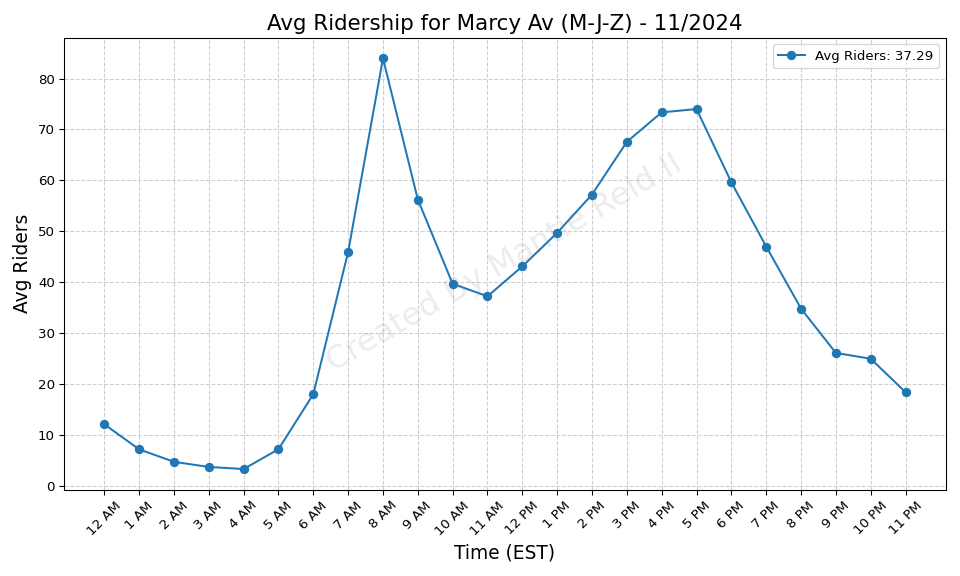 Avg Ridership for Marcy Av (M-J-Z) - 11/2024
Avg Riders: 37.29
Avg Riders
80
70
60
50
40
30
20
10
0
Created By Mantie Reid II
12 AM
1 AM
2 AM
3 AM
4 AM
5 AM
6 AM
7 AM
8 AM
9 AM
10 AM
11 AM
12 PM
1 PM
2 PM
3 PM
4 PM
5 PM
6 PM
7 PM
8 PM
9 PM
10 PM
11 PM
Time (EST)